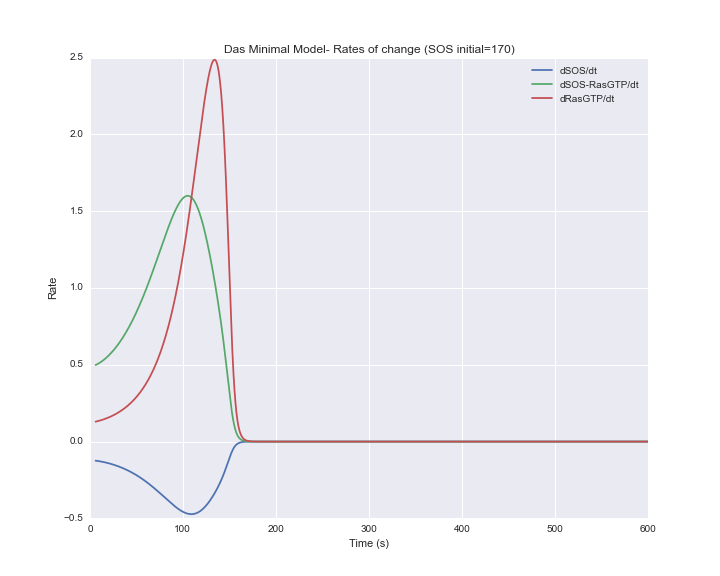 Das Minimal Model- Rates of change (SOS initial=170)
dSOS/dt
dSOS-RasGTP/dt
dRasGTP/dt
2.5
2.0
1.5
1.0
0.5
0.0
−0.5
Rate
0 100 200 300 400 500 600
Time (s)